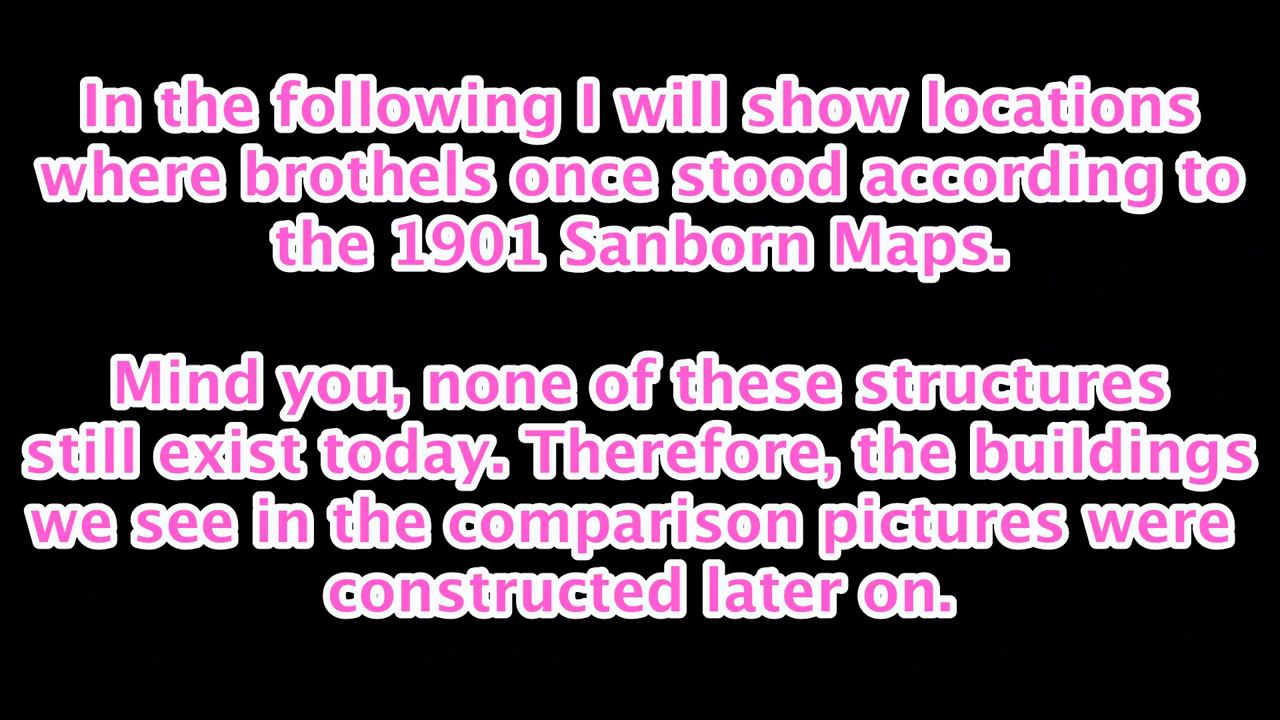 In the following I will show locations
where brothels once stood according to
the 1901 Sanborn Maps.
Mind you, none of these structures
still exist today. Therefore, the buildings
we see in the comparison pictures were
constructed later on.